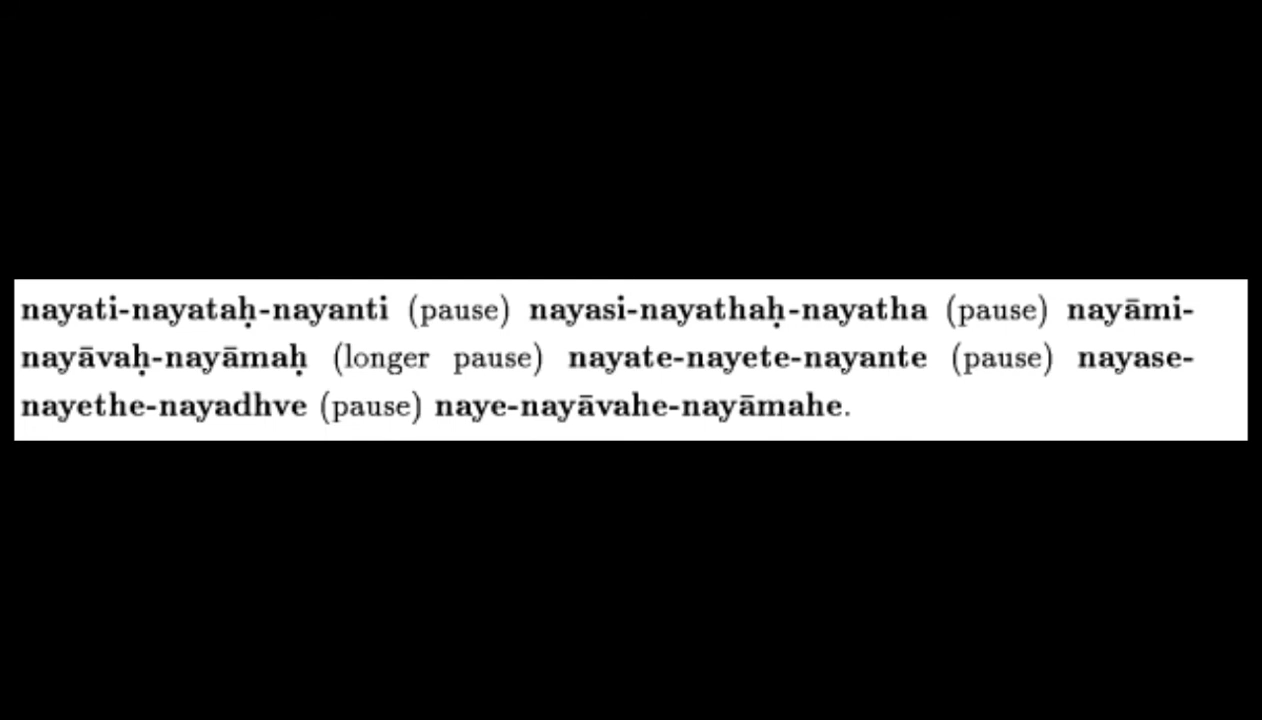 nayati-nayataḥ-nayanti (pause) nayasi-nayathaḥ-nayatha (pause) nayāmi-
nayāvaḥ-nayāmaḥ (longer pause) nayate-nayete-nayante (pause) nayase-
nayethe-nayadhve (pause) naye-nayāvahe-nayāmahe.